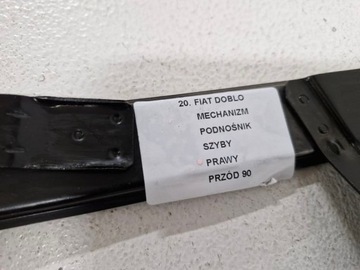 20. FIAT DOBLO
MECHANIZM
PODNOŚNIK
SZYBY
PRAWY
PRZÓD 90